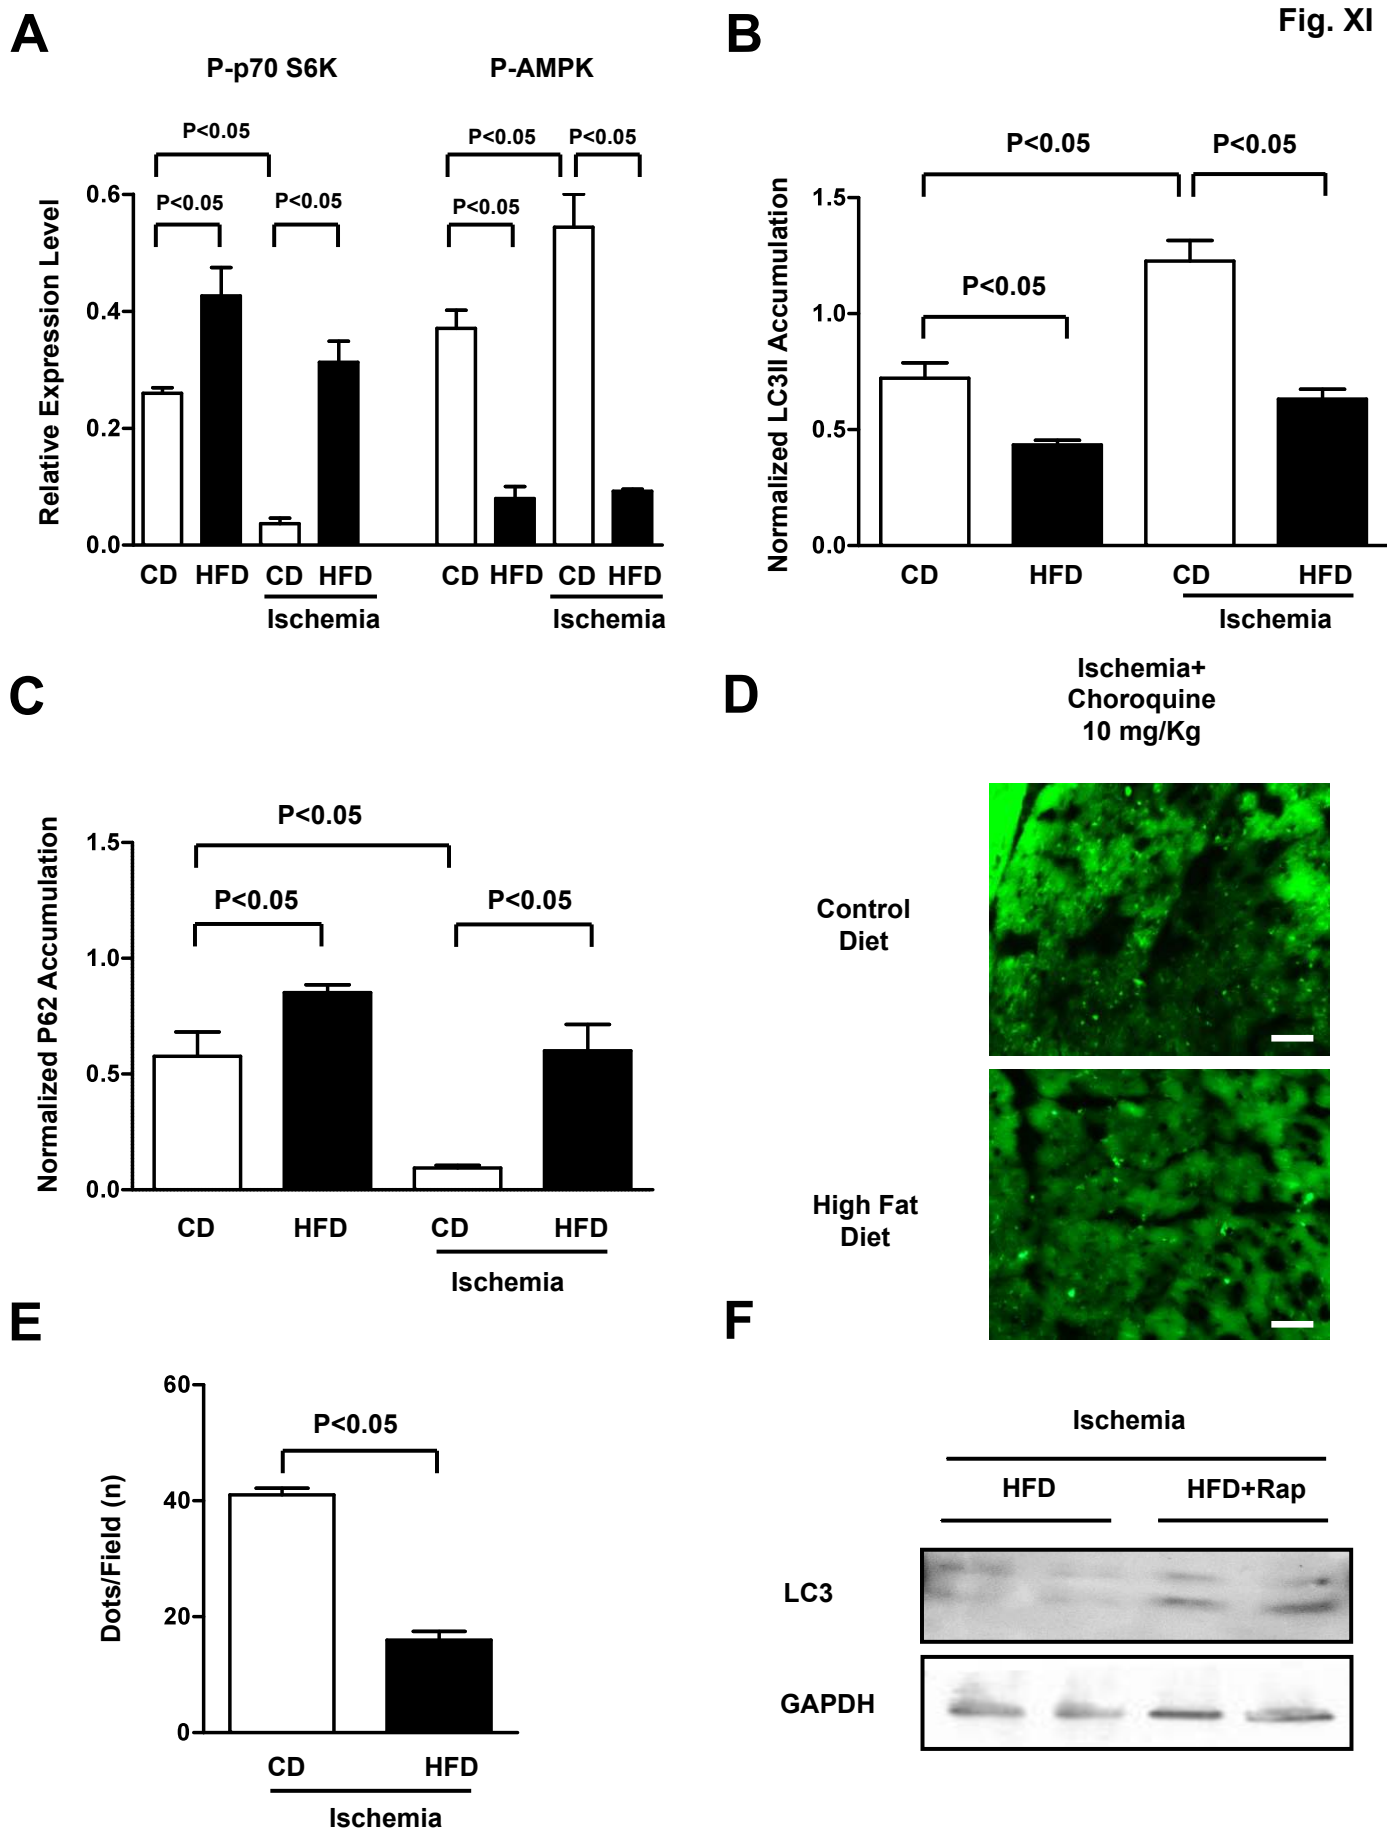 Fig. XI
A
P-p70 S6K
P-AMPK
P<0.05
P<0.05
P<0.05
P<0.05
P<0.05
P<0.05
Relative Expression Level
0.6
0.4
0.2
0.0
CD
HFD
CD
HFD
CD
HFD
CD
HFD
Ischemia
Ischemia
B
P<0.05
P<0.05
P<0.05
Normalized LC3II Accumulation
1.5
1.0
0.5
0.0
CD
HFD
CD
HFD
Ischemia
C
P<0.05
P<0.05
P<0.05
Normalized P62 Accumulation
1.5
1.0
0.5
0.0
CD
HFD
CD
HFD
Ischemia
D
Ischemia+
Choroquine
10 mg/Kg
Control
Diet
High Fat
Diet
E
P<0.05
Dots/Field (n)
60
40
20
0
CD
HFD
Ischemia
F
Ischemia
HFD
HFD+Rap
LC3
GAPDH